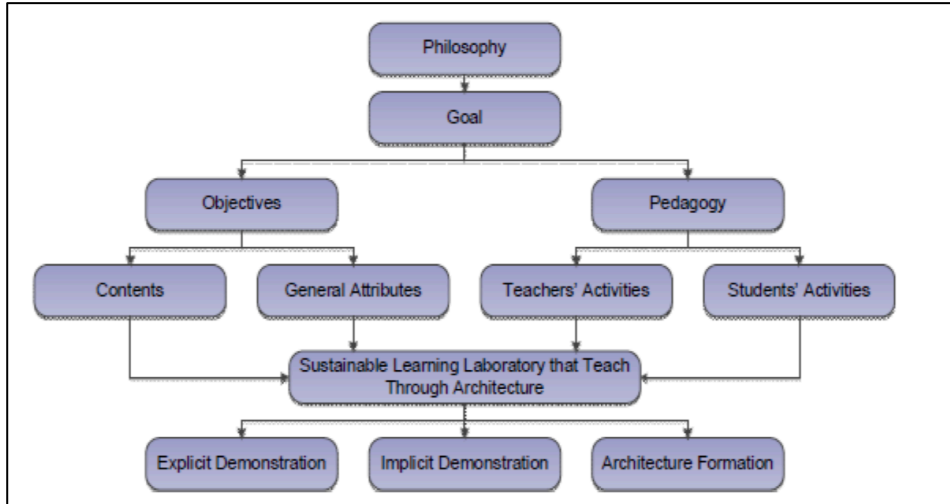 Philosophy
Goal
Objectives
Pedagogy
Contents
General Attributes
Teachers' Activities
Students' Activities
Sustainable Learning Laboratory that Teach
Through Architecture
Explicit Demonstration
Implicit Demonstration
Architecture Formation